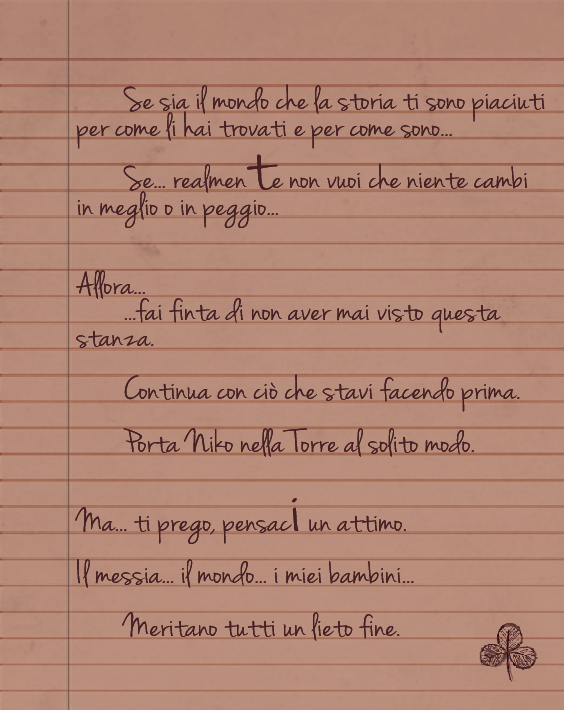 Se sia il mondo che la storia ti sono piaciuti
per come li hai trovati e per come sono...
Se... realmente non vuoi che niente cambi
in meglio o in peggio...
Allora...
...fai finta di non aver mai visto questa
stanza.
Continua con ciò che stavi facendo prima.
Porta Niko nella Torre al solito modo.
Ma... ti prego, pensaci un attimo.
Il messia... il mondo... i miei bambini...
Meritano tutti un lieto fine.